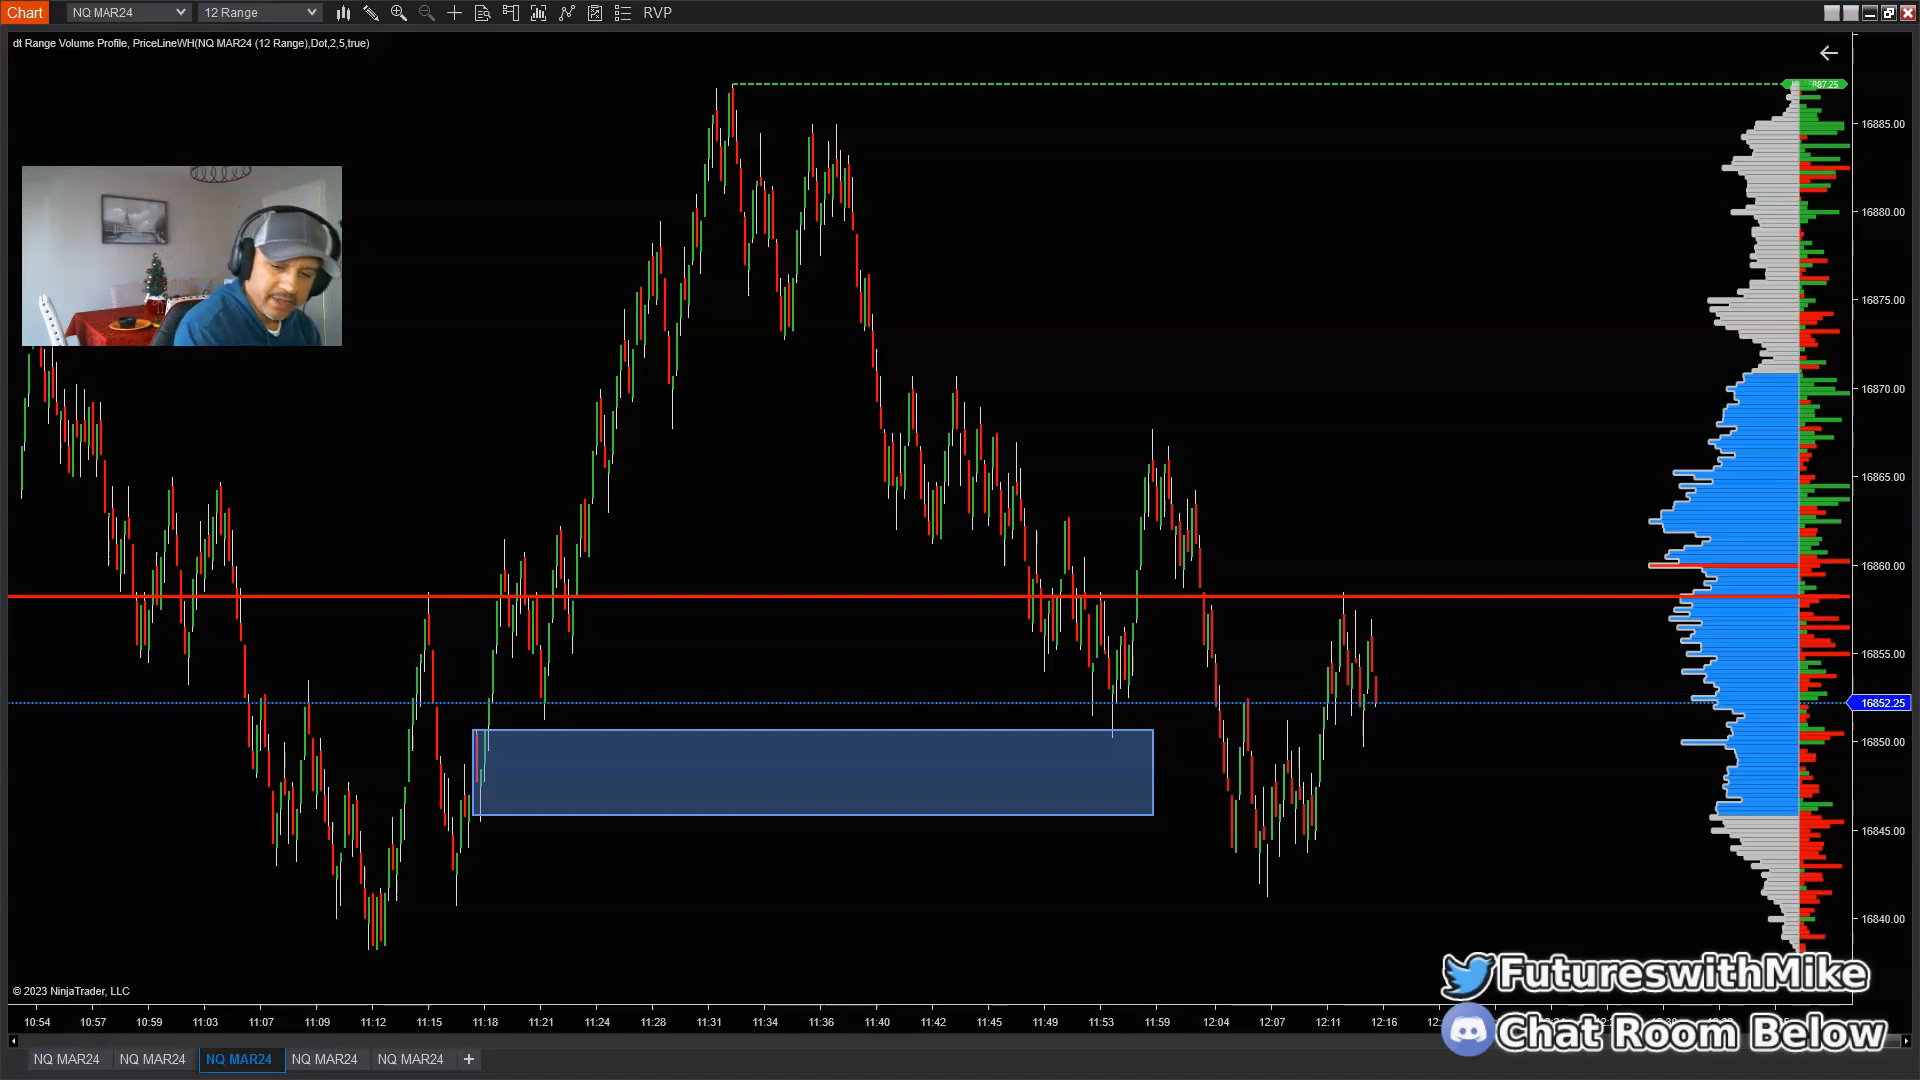 Chart NQ MAR24 12 Range RVP
dt Range Volume Profile, PriceLineWH(NQ MAR24 (12 Range),Dot,2,5,true)
16885.00
16880.00
16875.00
16870.00
16865.00
16860.00
16855.00
16852.25
16850.00
16845.00
16840.00
FutureswithMike
© 2023 NinjaTrader, LLC
10:54 10:57 10:59 11:03 11:07 11:09 11:12 11:15 11:18 11:21 11:24 11:28 11:31 11:34 11:36 11:40 11:42 11:45 11:49 11:53 11:59 12:04 12:07 12:11 12:16
Chat Room Below
NQ MAR24 NQ MAR24 NQ MAR24 NQ MAR24 NQ MAR24 +